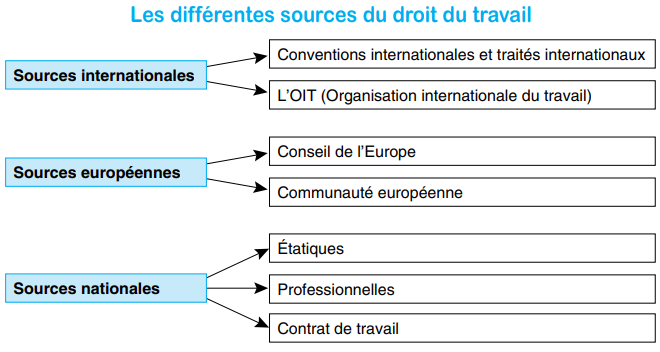 Les différentes sources du droit du travail
Sources internationales
Conventions internationales et traités internationaux
L'OIT (Organisation internationale du travail)
Sources européennes
Conseil de l'Europe
Communauté européenne
Sources nationales
Étatiques
Professionnelles
Contrat de travail